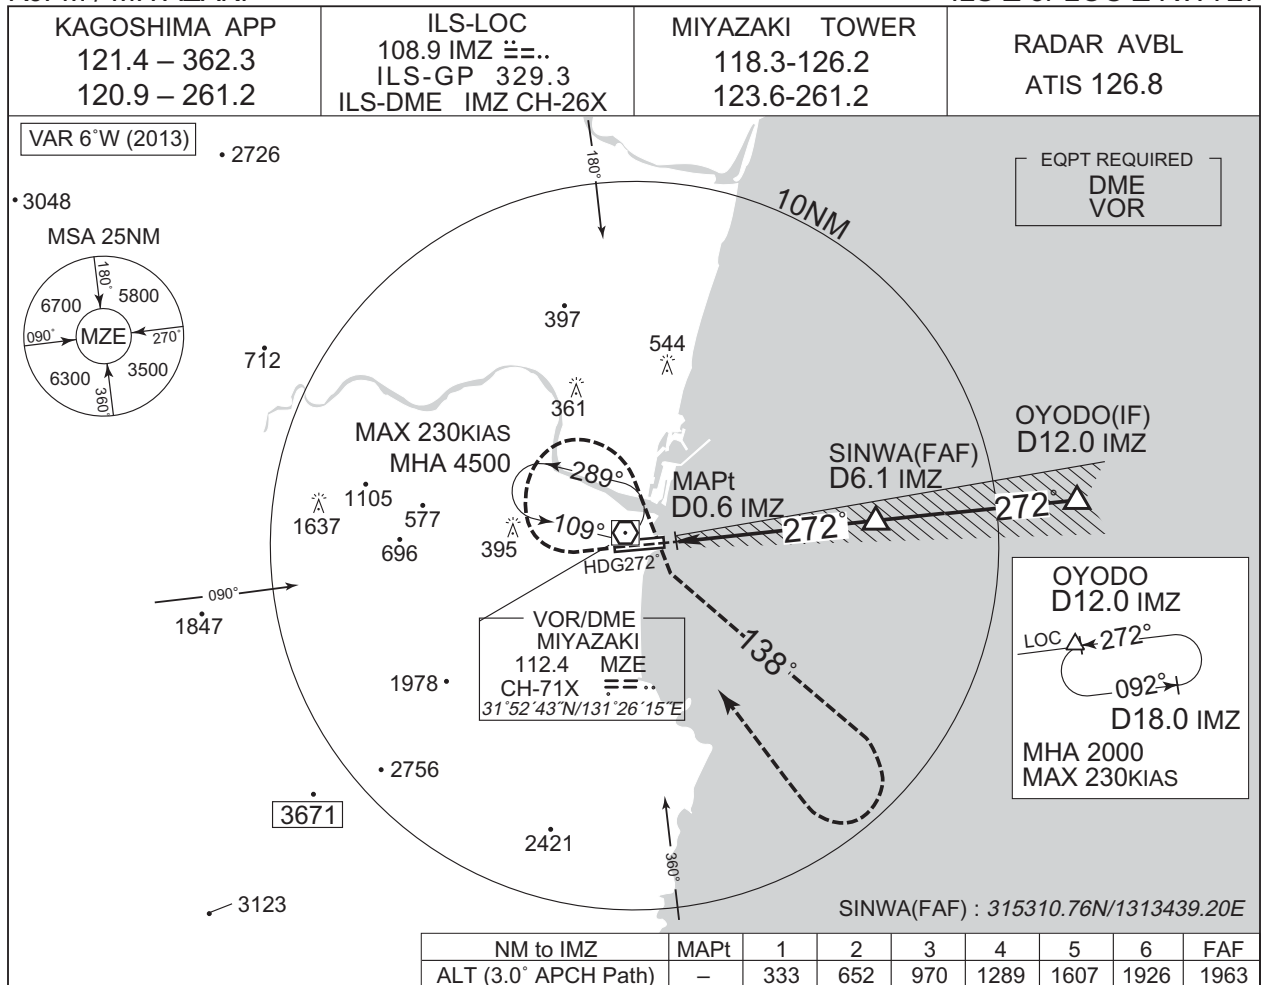 KAGOSHIMA APP
121.4 – 362.3
120.9 – 261.2
ILS-LOC
108.9 IMZ
ILS-GP 329.3
ILS-DME IMZ CH-26X
MIYAZAKI TOWER
118.3-126.2
123.6-261.2
RADAR AVBL
ATIS 126.8
VAR 6°W (2013)
2726
3048
180°
10NM
EQPT REQUIRED
DME
VOR
MSA 25NM
180°
6700
5800
090°
MZE
270°
6300
3500
360°
397
544
712
361
MAX 230KIAS
MHA 4500
289°
109°
MAPt
D0.6 IMZ
SINWA(FAF)
D6.1 IMZ
OYODO(IF)
D12.0 IMZ
272°
272°
1105
1637
577
696
395
HDG272°
090°
1847
VOR/DME
MIYAZAKI
112.4 MZE
CH-71X
31°52´43˝N/131°26´15˝E
138°
OYODO
D12.0 IMZ
LOC
272°
092°
D18.0 IMZ
MHA 2000
MAX 230KIAS
1978
2756
3671
2421
360°
3123
SINWA(FAF) : 315310.76N/1313439.20E
NM to IMZ MAPt 1 2 3 4 5 6 FAF
ALT (3.0° APCH Path) – 333 652 970 1289 1607 1926 1963